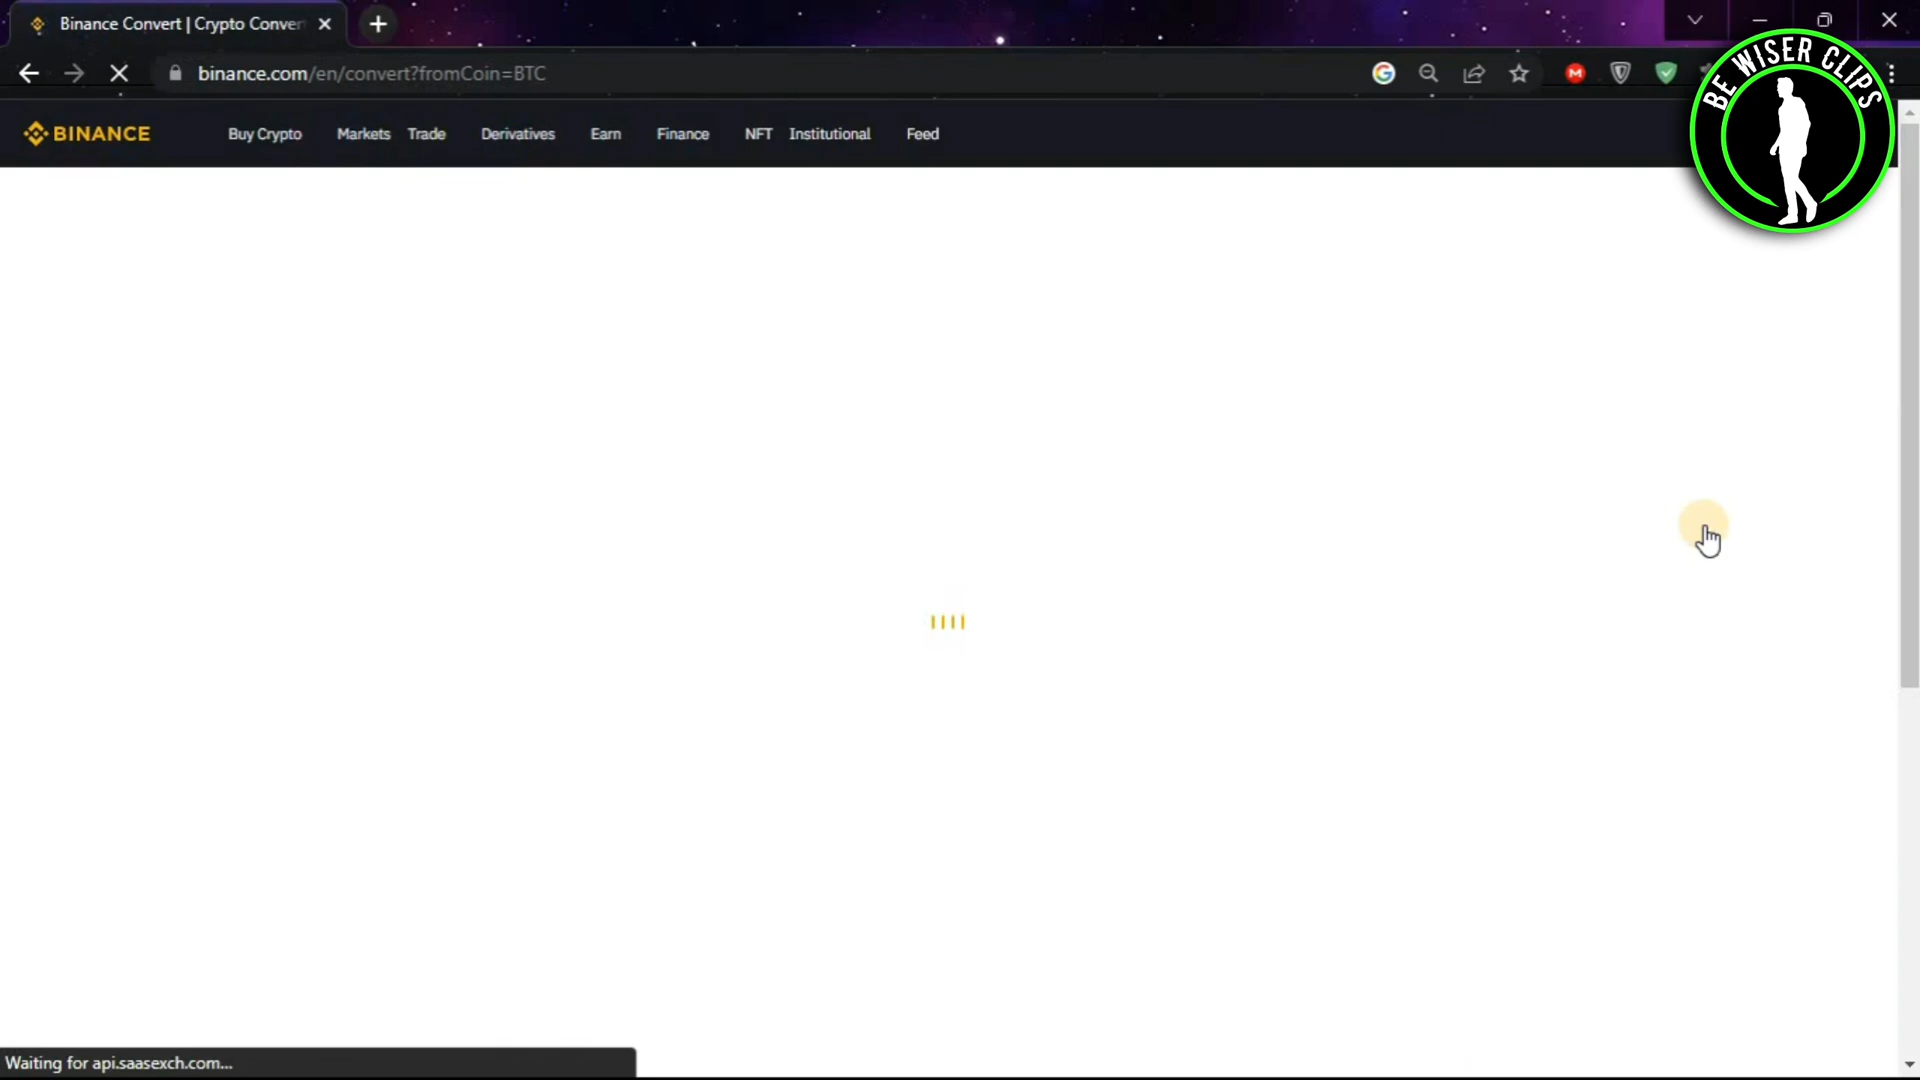 Binance Convert | Crypto Conver
binance.com/en/convert?fromCoin=BTC
BE WISER CLIPS
BINANCE
Buy Crypto Markets Trade Derivatives Earn Finance NFT Institutional Feed
Waiting for api.saasexch.com...